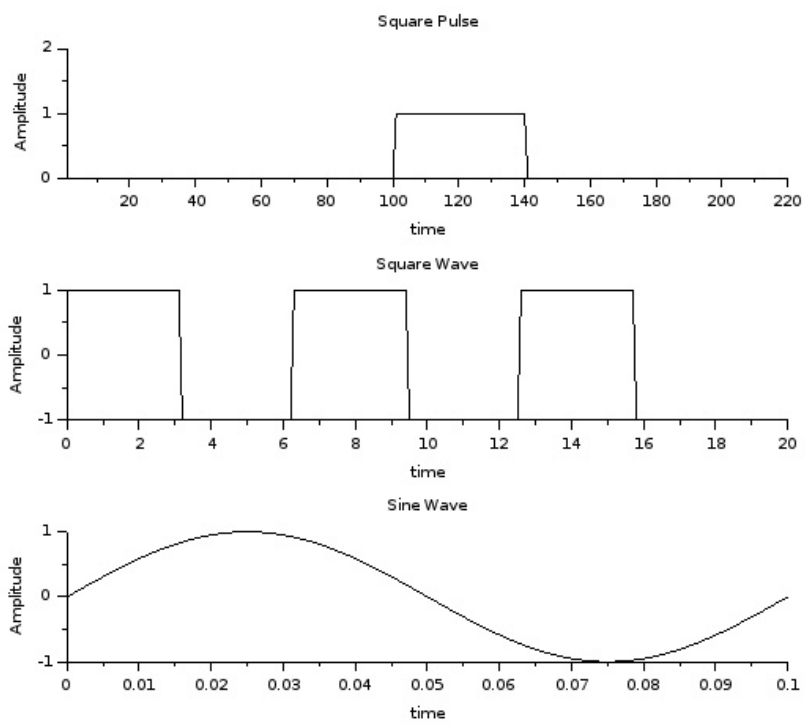 Square Pulse
2
1
0
Amplitude
20 40 60 80 100 120 140 160 180 200 220
time
Square Wave
1
0
-1
Amplitude
0 2 4 6 8 10 12 14 16 18 20
time
Sine Wave
1
0
-1
Amplitude
0 0.01 0.02 0.03 0.04 0.05 0.06 0.07 0.08 0.09 0.1
time